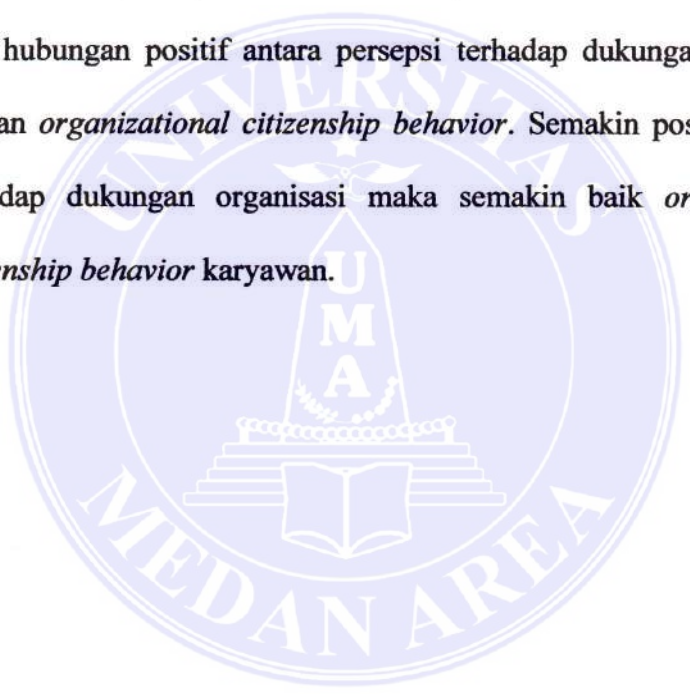 hubungan positif antara persepsi terhadap dukunga
an organizational citizenship behavior. Semakin pos
dap dukungan organisasi maka semakin baik or
nship behavior karyawan.
UNIVERSITAS
UMA
MEDAN AREA